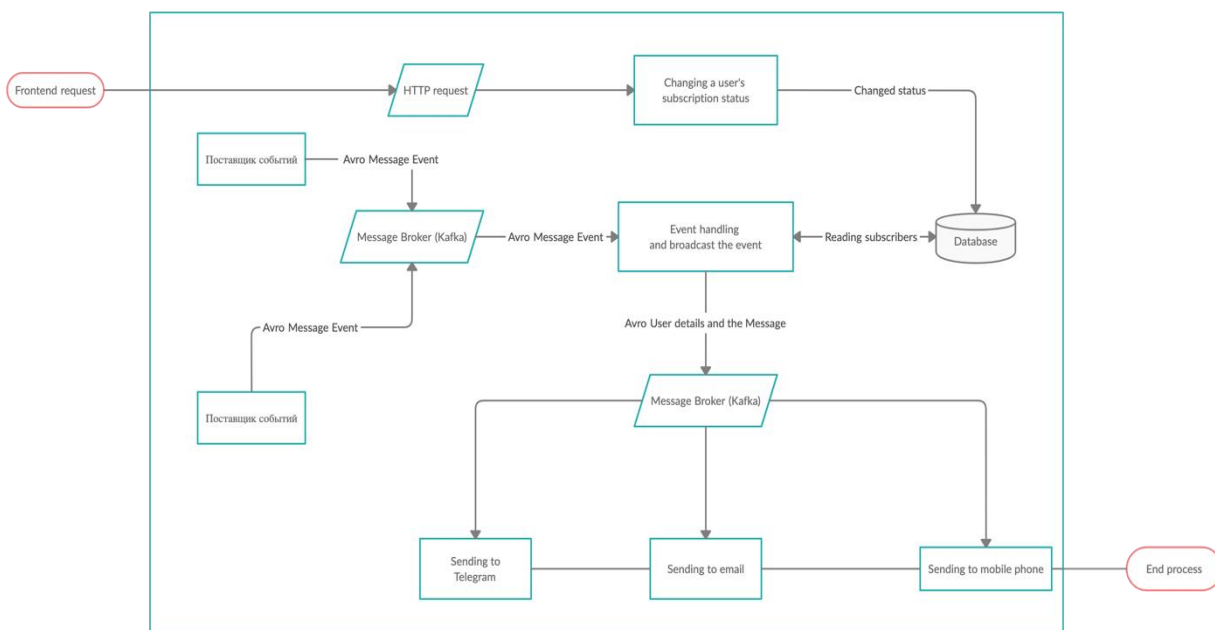 Frontend request
HTTP request
Changing a user's
subscription status
Changed status
Поставщик событий
Avro Message Event
Message Broker (Kafka)
Avro Message Event
Event handling
and broadcast the event
Reading subscribers
Database
Avro Message Event
Avro User details and the Message
Поставщик событий
Message Broker (Kafka)
Sending to
Telegram
Sending to email
Sending to mobile phone
End process